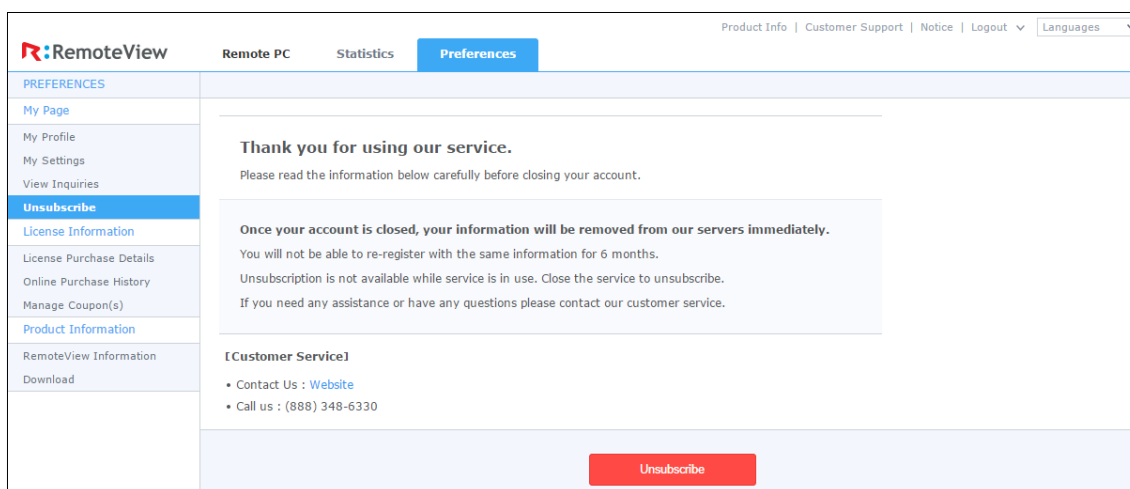 Product Info | Customer Support | Notice | Logout Languages
RemoteView Remote PC Statistics Preferences
PREFERENCES
My Page
My Profile
My Settings
View Inquiries
Unsubscribe
License Information
License Purchase Details
Online Purchase History
Manage Coupon(s)
Product Information
RemoteView Information
Download
Thank you for using our service.
Please read the information below carefully before closing your account.
Once your account is closed, your information will be removed from our servers immediately.
You will not be able to re-register with the same information for 6 months.
Unsubscription is not available while service is in use. Close the service to unsubscribe.
If you need any assistance or have any questions please contact our customer service.
[Customer Service]
• Contact Us : Website
• Call us : (888) 348-6330
Unsubscribe